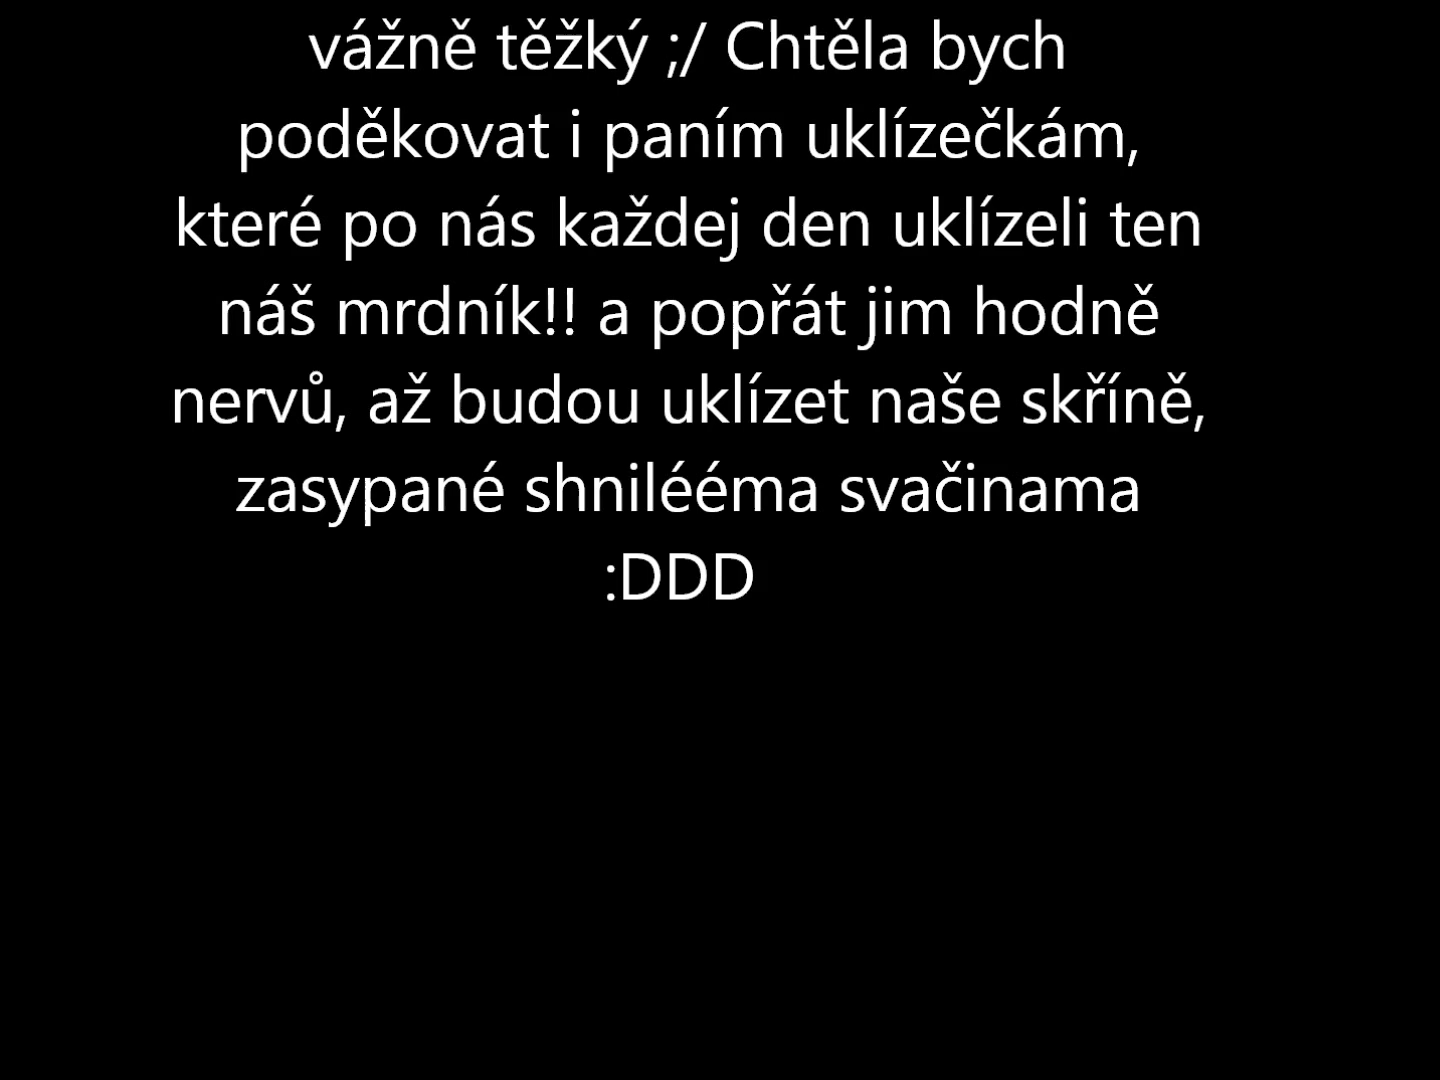 vážně těžký ;/ Chtěla bych
poděkovat i paním uklízečkám,
které po nás každej den uklízeli ten
náš mrdník!! a popřát jim hodně
nervů, až budou uklízet naše skříně,
zasypané shnilééma svačinama
:DDD